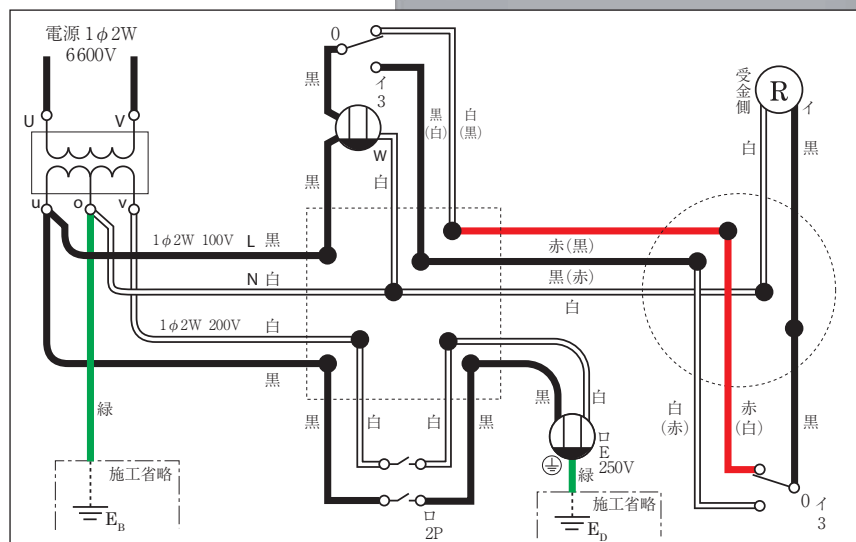 電源 1φ2W
6600V
U
V
u
o
v
1φ2W 100V
L 黒
N 白
1φ2W 200V
白
黒
緑
施工省略
E_B
0
イ
3
黒
黒
(白)
白
(黒)
W
黒
白
赤(黒)
黒(赤)
白
黒
白
白
黒
ロ
2P
黒
白
ロ
E
250V
緑
施工省略
E_D
受金側
R
イ
白
黒
白
(赤)
赤
(白)
黒
0
イ
3